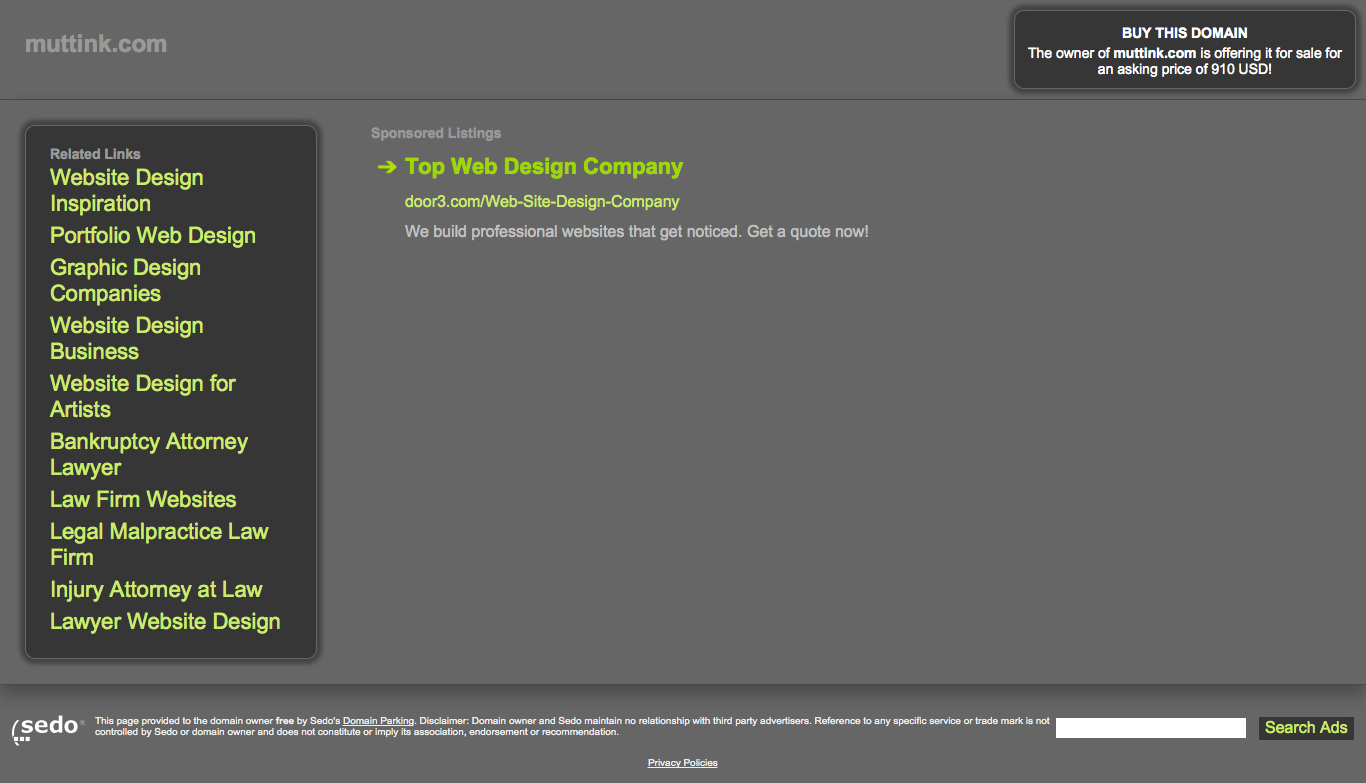 muttink.com
BUY THIS DOMAIN
The owner of muttink.com is offering it for sale for
an asking price of 910 USD!
Related Links
Website Design
Inspiration
Portfolio Web Design
Graphic Design
Companies
Website Design
Business
Website Design for
Artists
Bankruptcy Attorney
Lawyer
Law Firm Websites
Legal Malpractice Law
Firm
Injury Attorney at Law
Lawyer Website Design
Sponsored Listings
➔ Top Web Design Company
door3.com/Web-Site-Design-Company
We build professional websites that get noticed. Get a quote now!
sedo
This page provided to the domain owner free by Sedo's Domain Parking. Disclaimer: Domain owner and Sedo maintain no relationship with third party advertisers. Reference to any specific service or trade mark is not
controlled by Sedo or domain owner and does not constitute or imply its association, endorsement or recommendation.
Search Ads
Privacy Policies